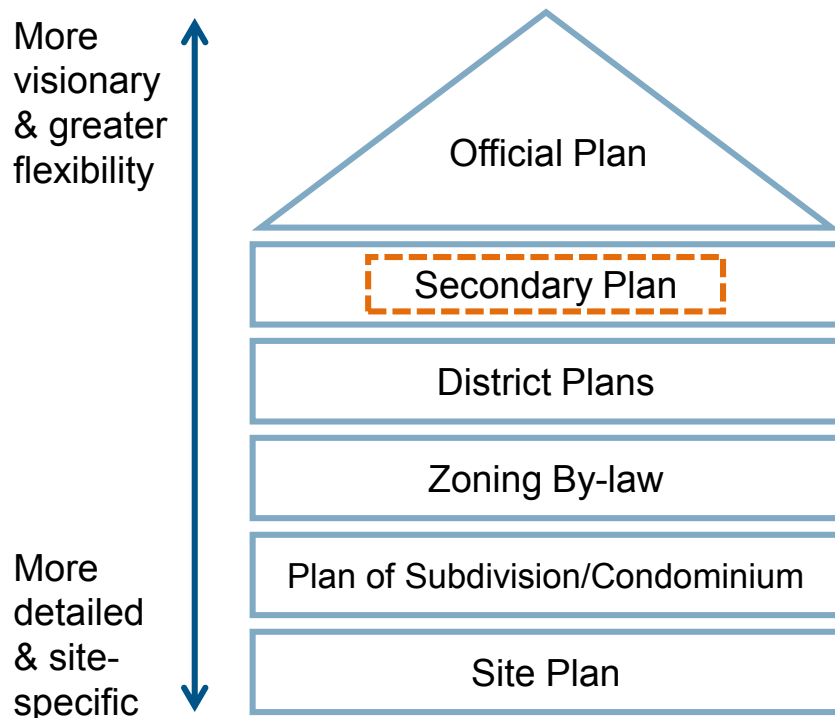 More
visionary
& greater
flexibility
Official Plan
Secondary Plan
District Plans
Zoning By-law
Plan of Subdivision/Condominium
Site Plan
More
detailed
& site-
specific